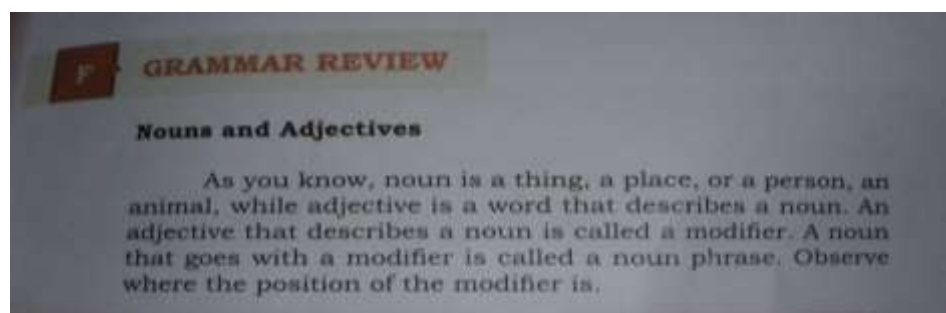 F GRAMMAR REVIEW
Nouns and Adjectives
As you know, noun is a thing, a place, or a person, an
animal, while adjective is a word that describes a noun. An
adjective that describes a noun is called a modifier. A noun
that goes with a modifier is called a noun phrase. Observe
where the position of the modifier is.